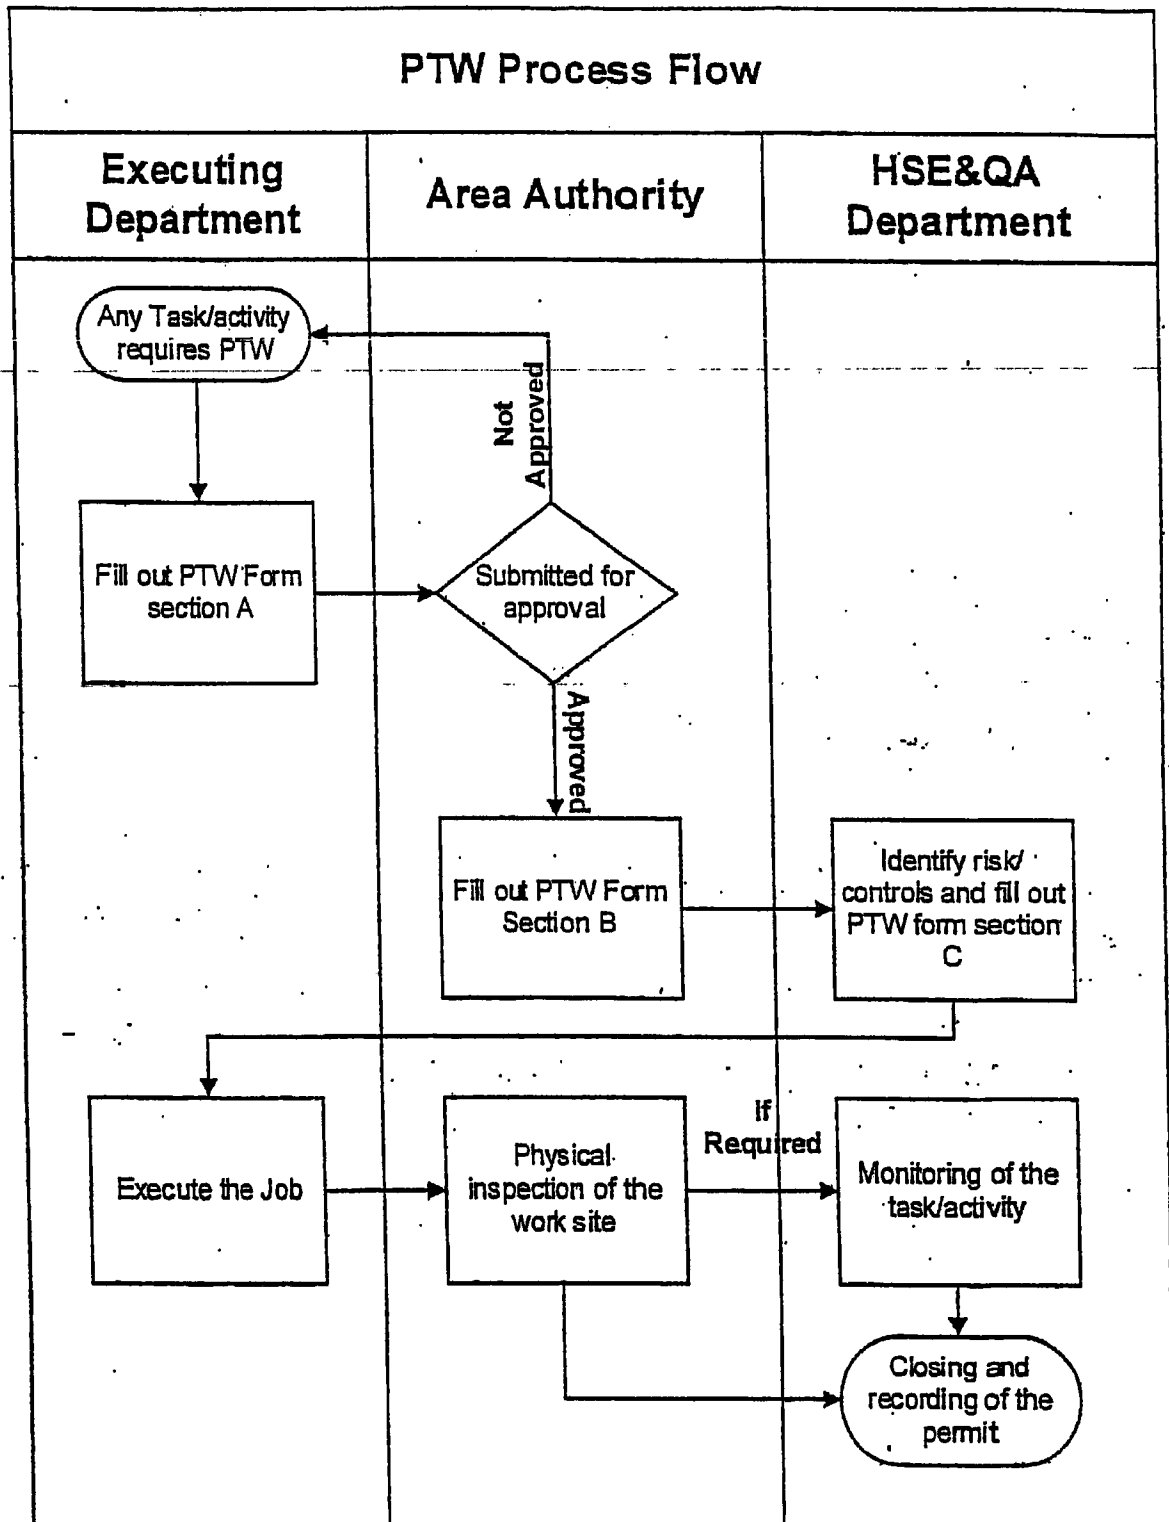 PTW Process Flow
Executing
Department
Area Authority
HSE&QA
Department
Any Task/activity
requires PTW
Not
Approved
Fill out PTW Form
section A
Submitted for
approval
Approved
Fill out PTW Form
Section B
Identify risk/
controls and fill out
PTW form section
C
Execute the Job
Physical
inspection of the
work site
If
Required
Monitoring of the
task/activity
Closing and
recording of the
permit